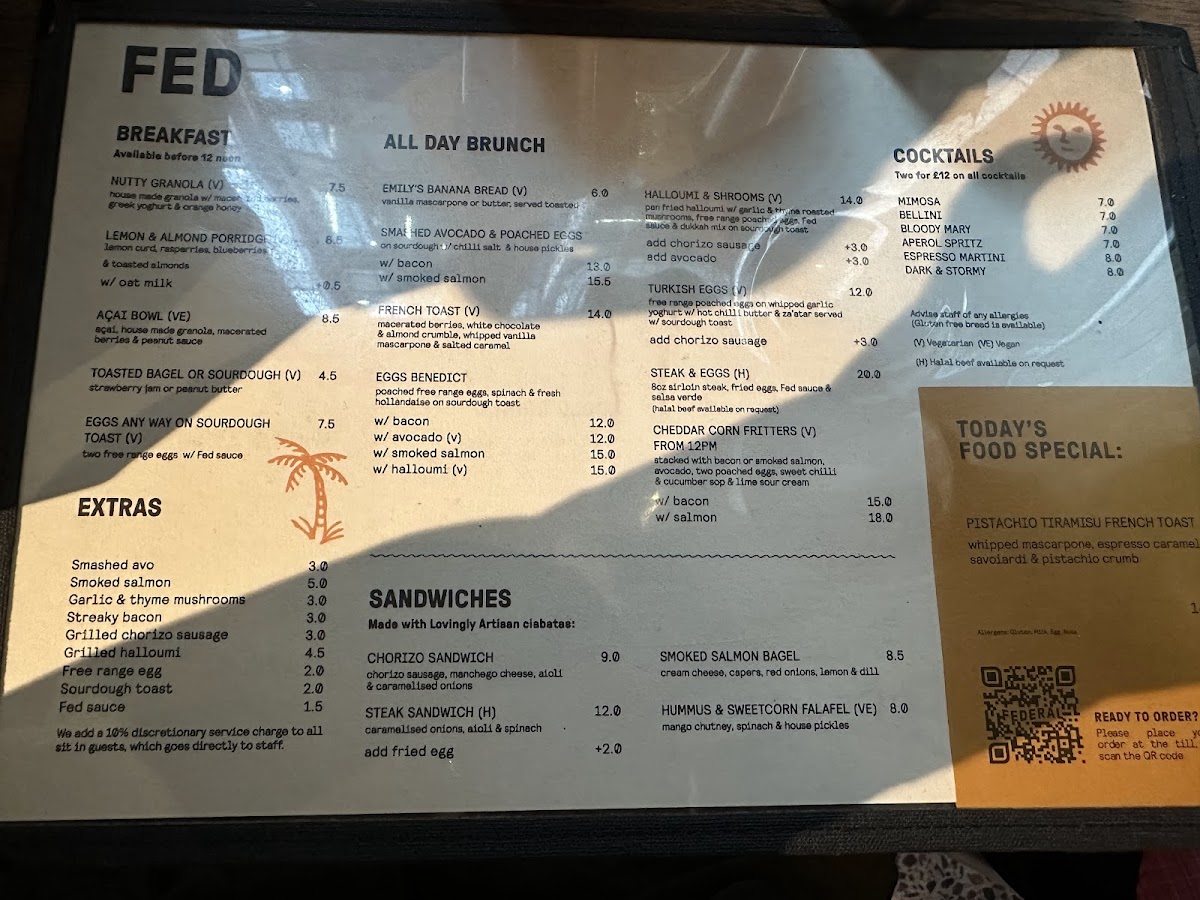 FED
BREAKFAST
Available before 12 noon
NUTTY GRANOLA (V) 7.5
house made granola w/ macerated berries,
greek yoghurt & orange honey
LEMON & ALMOND PORRIDGE 8.5
lemon curd, raspberries, blueberries
& toasted almonds
w/ oat milk +0.5
AÇAI BOWL (VE) 8.5
açai, house made granola, macerated
berries & peanut sauce
TOASTED BAGEL OR SOURDOUGH (V) 4.5
strawberry jam or peanut butter
EGGS ANY WAY ON SOURDOUGH 7.5
TOAST (V)
two free range eggs w/ Fed sauce
EXTRAS
Smashed avo 3.0
Smoked salmon 5.0
Garlic & thyme mushrooms 3.0
Streaky bacon 3.0
Grilled chorizo sausage 3.0
Grilled halloumi 4.5
Free range egg 2.0
Sourdough toast 2.0
Fed sauce 1.5
We add a 10% discretionary service charge to all
sit in guests, which goes directly to staff.
ALL DAY BRUNCH
EMILY'S BANANA BREAD (V) 6.0
vanilla mascarpone or butter, served toasted
SMASHED AVOCADO & POACHED EGGS
on sourdough w/ chilli salt & house pickles
w/ bacon 13.0
w/ smoked salmon 15.5
FRENCH TOAST (V) 14.0
macerated berries, white chocolate
& almond crumble, whipped vanilla
mascarpone & salted caramel
EGGS BENEDICT
poached free range eggs, spinach & fresh
hollandaise on sourdough toast
w/ bacon 12.0
w/ avocado (v) 12.0
w/ smoked salmon 15.0
w/ halloumi (v) 15.0
HALLOUMI & SHROOMS (V) 14.0
pan fried halloumi w/ garlic & thyme roasted
mushrooms, free range poached eggs, Fed
sauce & dukkah mix on sourdough toast
add chorizo sausage +3.0
add avocado +3.0
TURKISH EGGS (V) 12.0
free range poached eggs on whipped garlic
yoghurt w/ hot chilli butter & za'atar served
w/ sourdough toast
add chorizo sausage +3.0
STEAK & EGGS (H) 20.0
8oz sirloin steak, fried eggs, Fed sauce &
salsa verde
(halal beef available on request)
CHEDDAR CORN FRITTERS (V)
FROM 12PM
stacked with bacon or smoked salmon,
avocado, two poached eggs, sweet chilli
& cucumber sop & lime sour cream
w/ bacon 15.0
w/ salmon 18.0
SANDWICHES
Made with Lovingly Artisan ciabatas:
CHORIZO SANDWICH 9.0
chorizo sausage, manchego cheese, aioli
& caramelised onions
STEAK SANDWICH (H) 12.0
caramelised onions, aioli & spinach
add fried egg +2.0
SMOKED SALMON BAGEL 8.5
cream cheese, capers, red onions, lemon & dill
HUMMUS & SWEETCORN FALAFEL (VE) 8.0
mango chutney, spinach & house pickles
COCKTAILS
Two for £12 on all cocktails
MIMOSA 7.0
BELLINI 7.0
BLOODY MARY 7.0
APEROL SPRITZ 7.0
ESPRESSO MARTINI 8.0
DARK & STORMY 8.0
Advise staff of any allergies
(Gluten free bread is available)
(V) Vegetarian (VE) Vegan
(H) Halal beef available on request
TODAY'S
FOOD SPECIAL:
PISTACHIO TIRAMISU FRENCH TOAST
whipped mascarpone, espresso caramel
savoiardi & pistachio crumb
1
Allergens: Gluten, Milk, Egg, Nuts
FEDERAL
READY TO ORDER?
Please place
order at the till,
scan the QR code